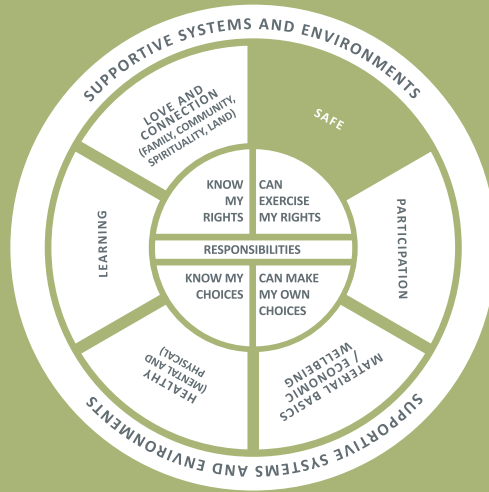 SUPPORTIVE SYSTEMS AND ENVIRONMENTS
LOVE AND
CONNECTION
(FAMILY, COMMUNITY,
SPIRITUALITY, LAND)
SAFE
KNOW
MY
RIGHTS
CAN
EXERCISE
MY RIGHTS
LEARNING
PARTICIPATION
RESPONSIBILITIES
KNOW MY
CHOICES
CAN MAKE
MY OWN
CHOICES
HEALTHY
(MENTAL AND
PHYSICAL)
MATERIAL BASICS
/ ECONOMIC
WELLBEING
SUPPORTIVE SYSTEMS AND ENVIRONMENTS